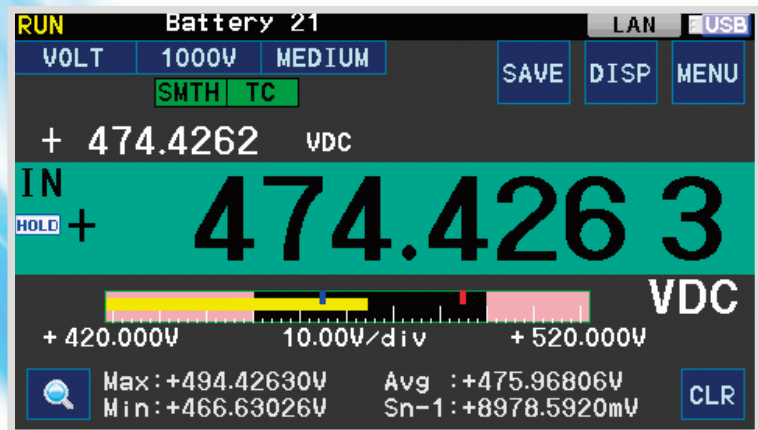 RUN Battery 21 LAN USB
VOLT 1000V MEDIUM SAVE DISP MENU
SMTH TC
+ 474.4262 VDC
IN
HOLD + 474.426 3
VDC
+ 420.000V 10.00V/div + 520.000V
Max:+494.42630V Avg :+475.96806V
Min:+466.63026V Sn-1:+8978.5920mV
CLR